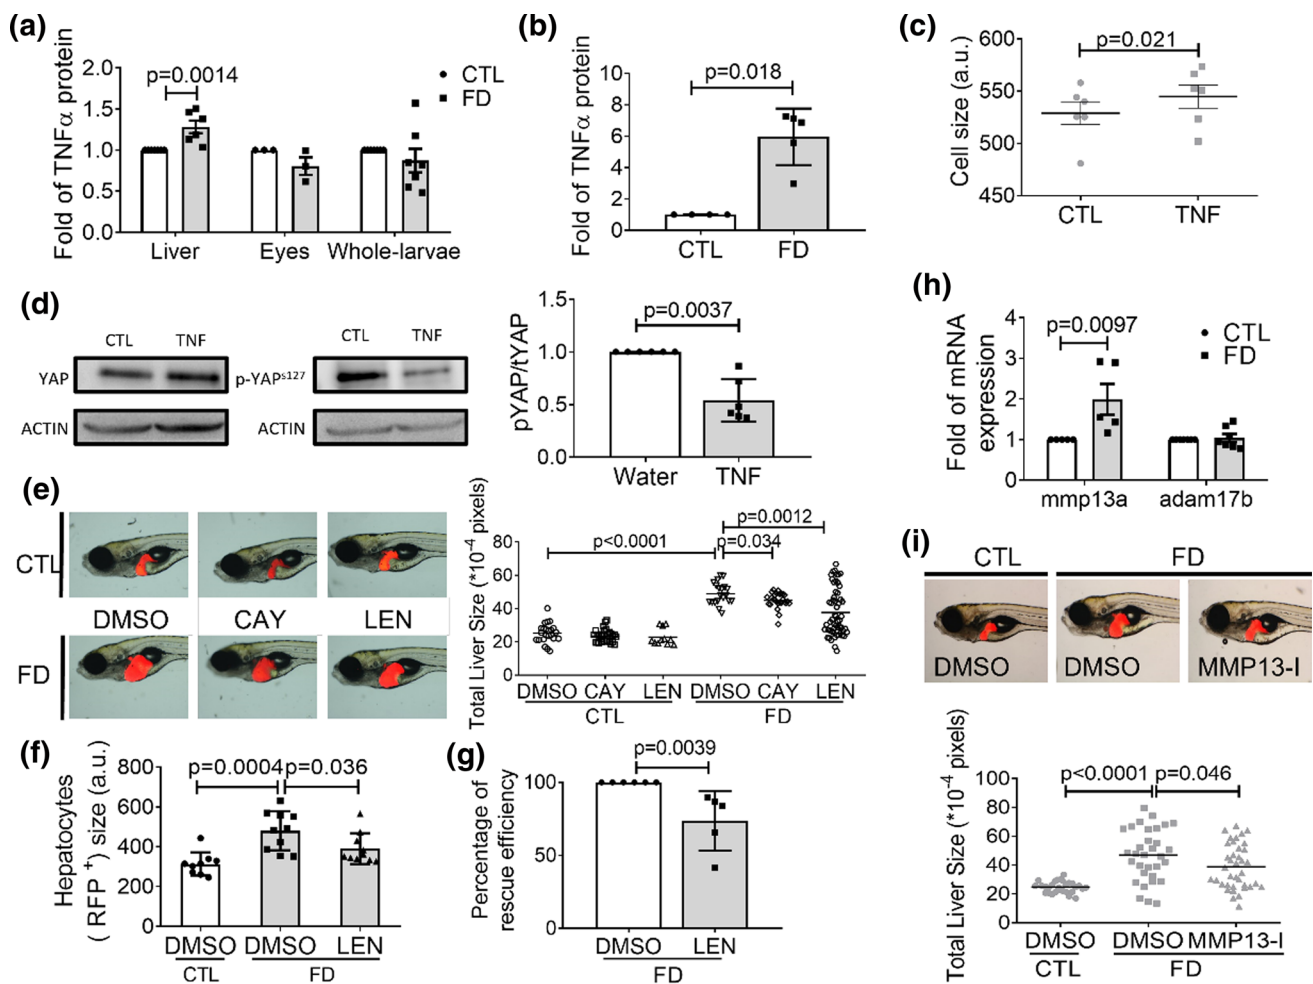 (a)
Fold of TNFα protein
2.0
1.5
1.0
0.5
0.0
p=0.0014
CTL
FD
Liver
Eyes
Whole-larvae
(b)
Fold of TNFα protein
10
8
6
4
2
0
p=0.018
CTL
FD
(c)
Cell size (a.u.)
600
550
500
450
p=0.021
CTL
TNF
(d)
CTL
TNF
YAP
ACTIN
CTL
TNF
p-YAPˢ¹²⁷
ACTIN
pYAP/tYAP
1.5
1.0
0.5
0.0
p=0.0037
Water
TNF
(h)
Fold of mRNA
expression
4
3
2
1
0
p=0.0097
CTL
FD
mmp13a
adam17b
(e)
CTL
DMSO
CAY
LEN
FD
Total Liver Size (*10⁻⁴ pixels)
80
60
40
20
0
p<0.0001
p=0.0012
p=0.034
DMSO CAY LEN DMSO CAY LEN
CTL
FD
(f)
Hepatocytes
( RFP ⁺) size (a.u.)
800
600
400
200
0
p=0.0004
p=0.036
DMSO DMSO LEN
CTL
FD
(g)
Percentage of
rescue efficiency
100
50
0
p=0.0039
DMSO
LEN
FD
(i)
CTL
FD
DMSO
DMSO
MMP13-I
Total Liver Size (*10⁻⁴ pixels)
100
80
60
40
20
0
p<0.0001
p=0.046
DMSO DMSO MMP13-I
CTL
FD